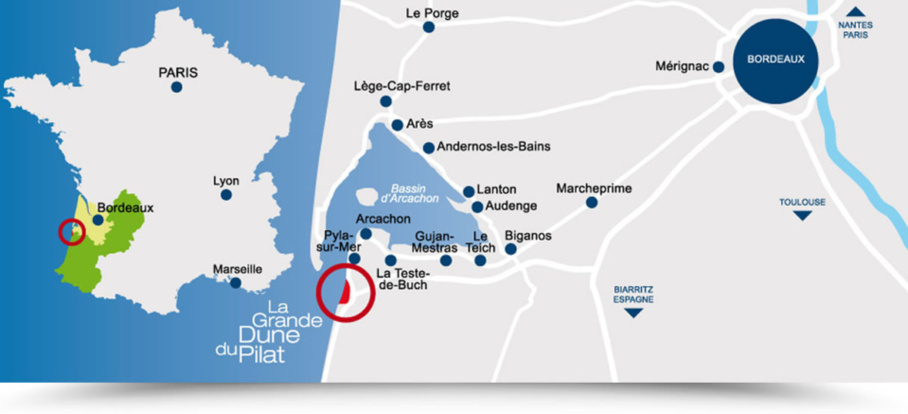 PARIS
Lyon
Bordeaux
Marseille
La
Grande
Dune
du Pilat
Le Porge
Lège-Cap-Ferret
Arès
Andernos-les-Bains
Lanton
Audenge
Bassin
d'Arcachon
Arcachon
Pyla-
sur-Mer
La Teste-
de-Buch
Gujan-
Mestras
Le
Teich
Biganos
Marcheprime
Mérignac
BORDEAUX
NANTES
PARIS
TOULOUSE
BIARRITZ
ESPAGNE